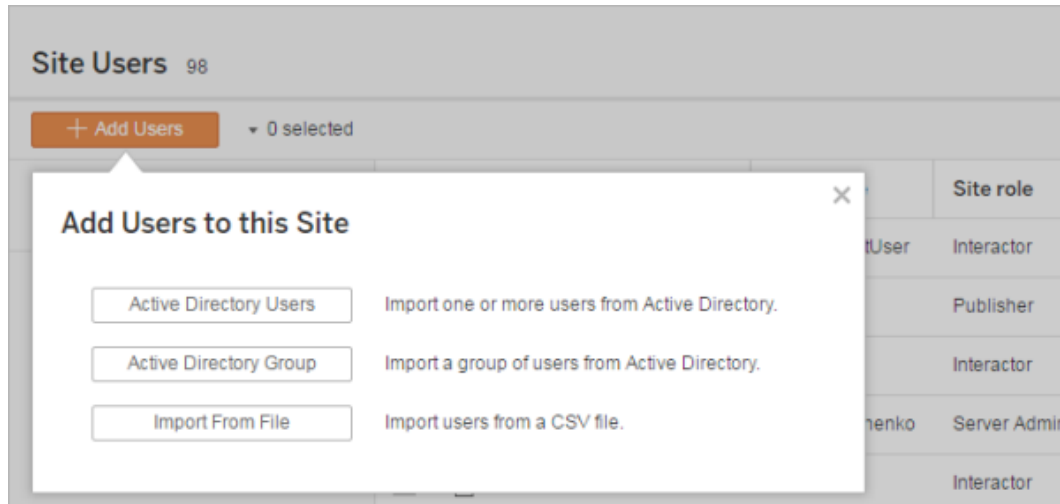 Site Users 98
+ Add Users
0 selected
Site role
Add Users to this Site
Active Directory Users Import one or more users from Active Directory.
Active Directory Group Import a group of users from Active Directory.
Import From File Import users from a CSV file.
tUser Interactor
Publisher
Interactor
henko Server Admi
Interactor